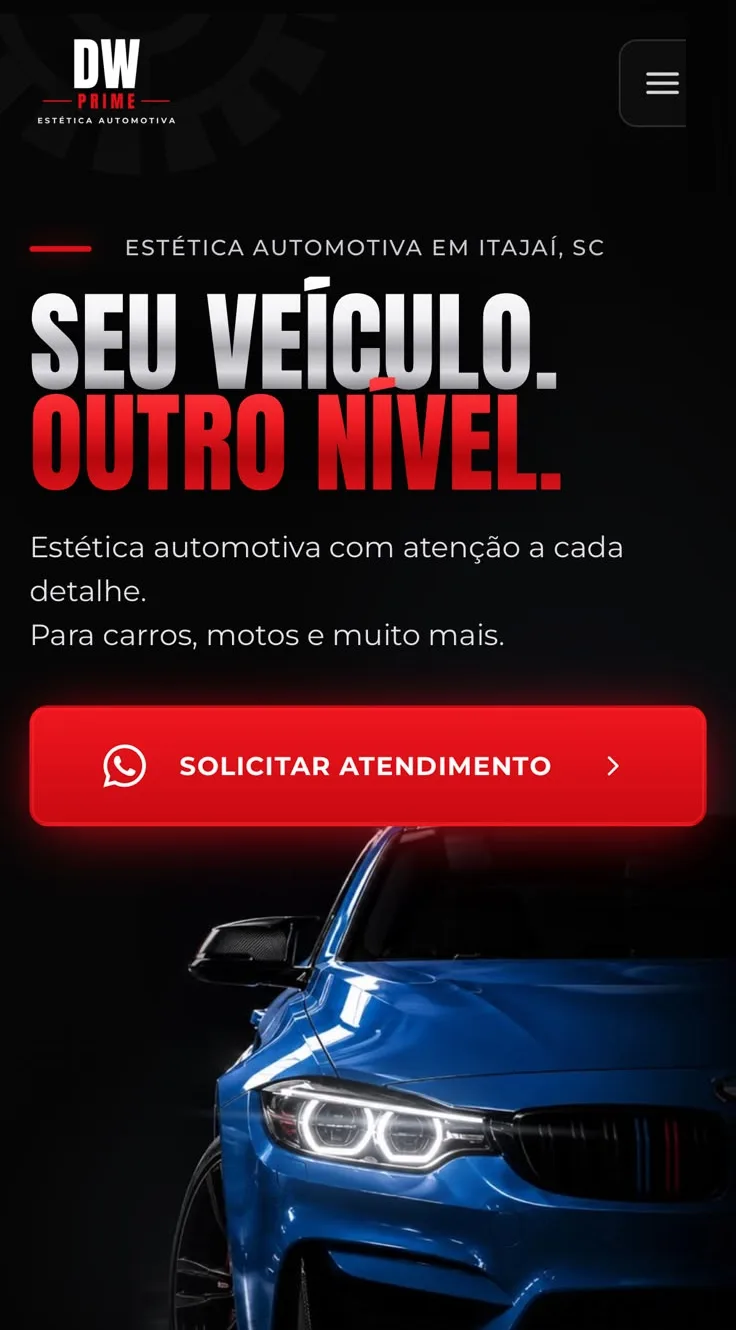 DW
PRIME
ESTÉTICA AUTOMOTIVA
ESTÉTICA AUTOMOTIVA EM ITAJAÍ, SC
SEU VEÍCULO.
OUTRO NÍVEL.
Estética automotiva com atenção a cada
detalhe.
Para carros, motos e muito mais.
SOLICITAR ATENDIMENTO